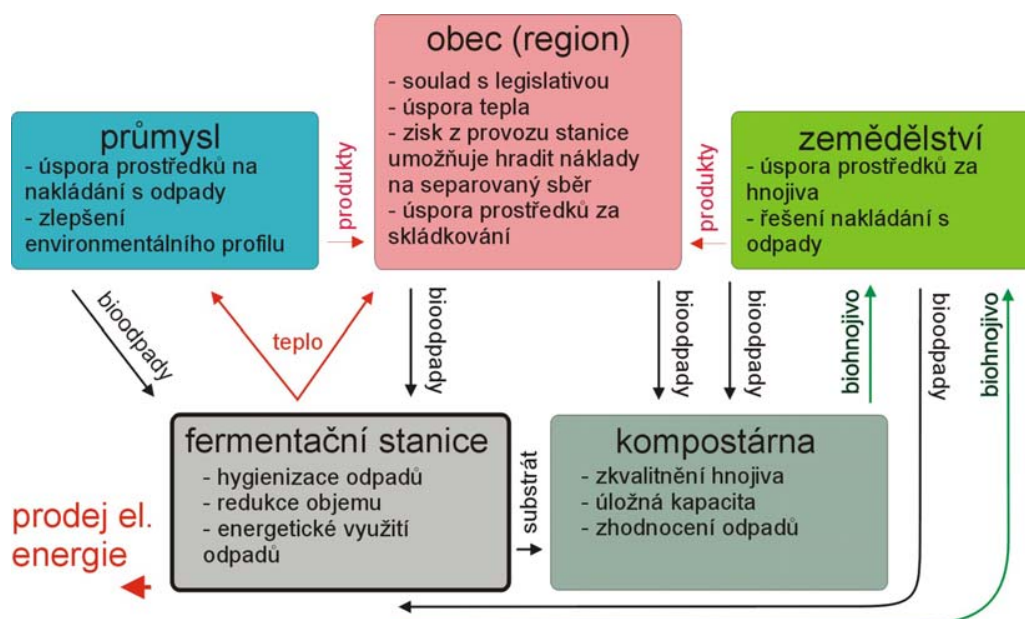 obec (region)
- soulad s legislativou
- úspora tepla
- zisk z provozu stanice
umožňuje hradit náklady
na separovaný sběr
- úspora prostředků za
skládkování
průmysl
- úspora prostředků na
nakládání s odpady
- zlepšení
environmentálního profilu
produkty
produkty
zemědělství
- úspora prostředků za
hnojiva
- řešení nakládání s
odpady
bioodpady
teplo
bioodpady
bioodpady
bioodpady
biohnojivo
bioodpady
biohnojivo
fermentační stanice
- hygienizace odpadů
- redukce objemu
- energetické využití
odpadů
substrát
kompostárna
- zkvalitnění hnojiva
- úložná kapacita
- zhodnocení odpadů
prodej el.
energie